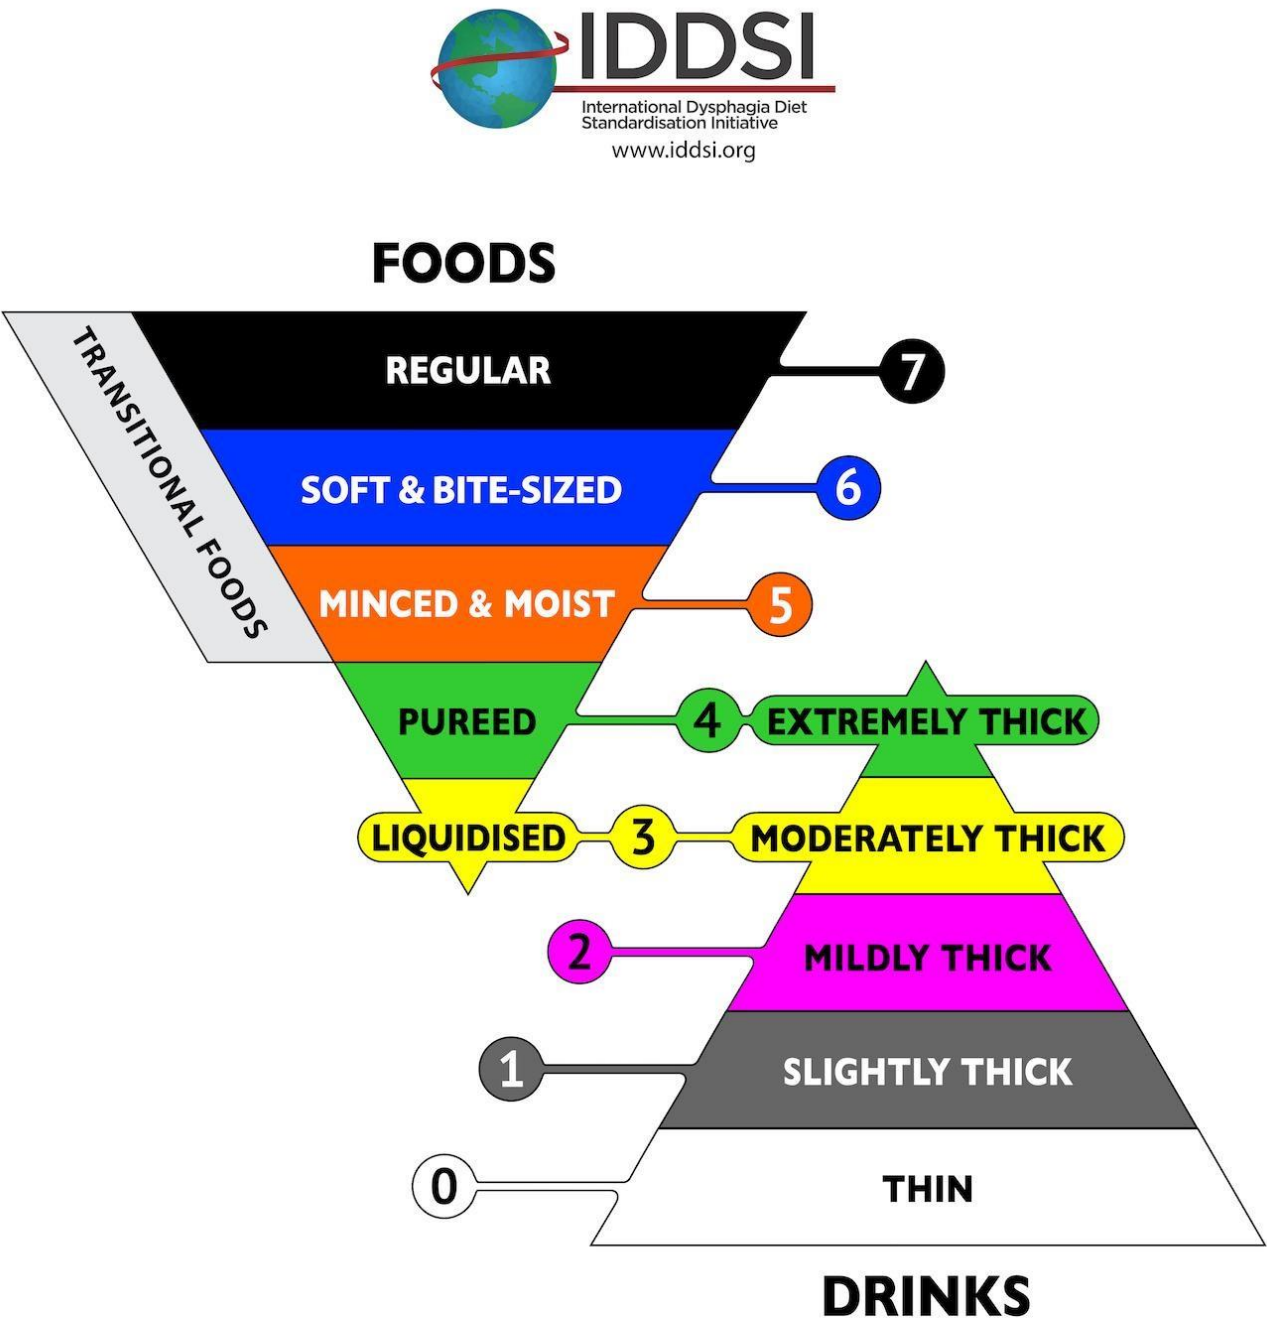 IDDSI
International Dysphagia Diet
Standardisation Initiative
www.iddsi.org
FOODS
TRANSITIONAL FOODS
REGULAR
7
SOFT & BITE-SIZED
6
MINCED & MOIST
5
PUREED
4
EXTREMELY THICK
LIQUIDISED
3
MODERATELY THICK
2
MILDLY THICK
1
SLIGHTLY THICK
0
THIN
DRINKS